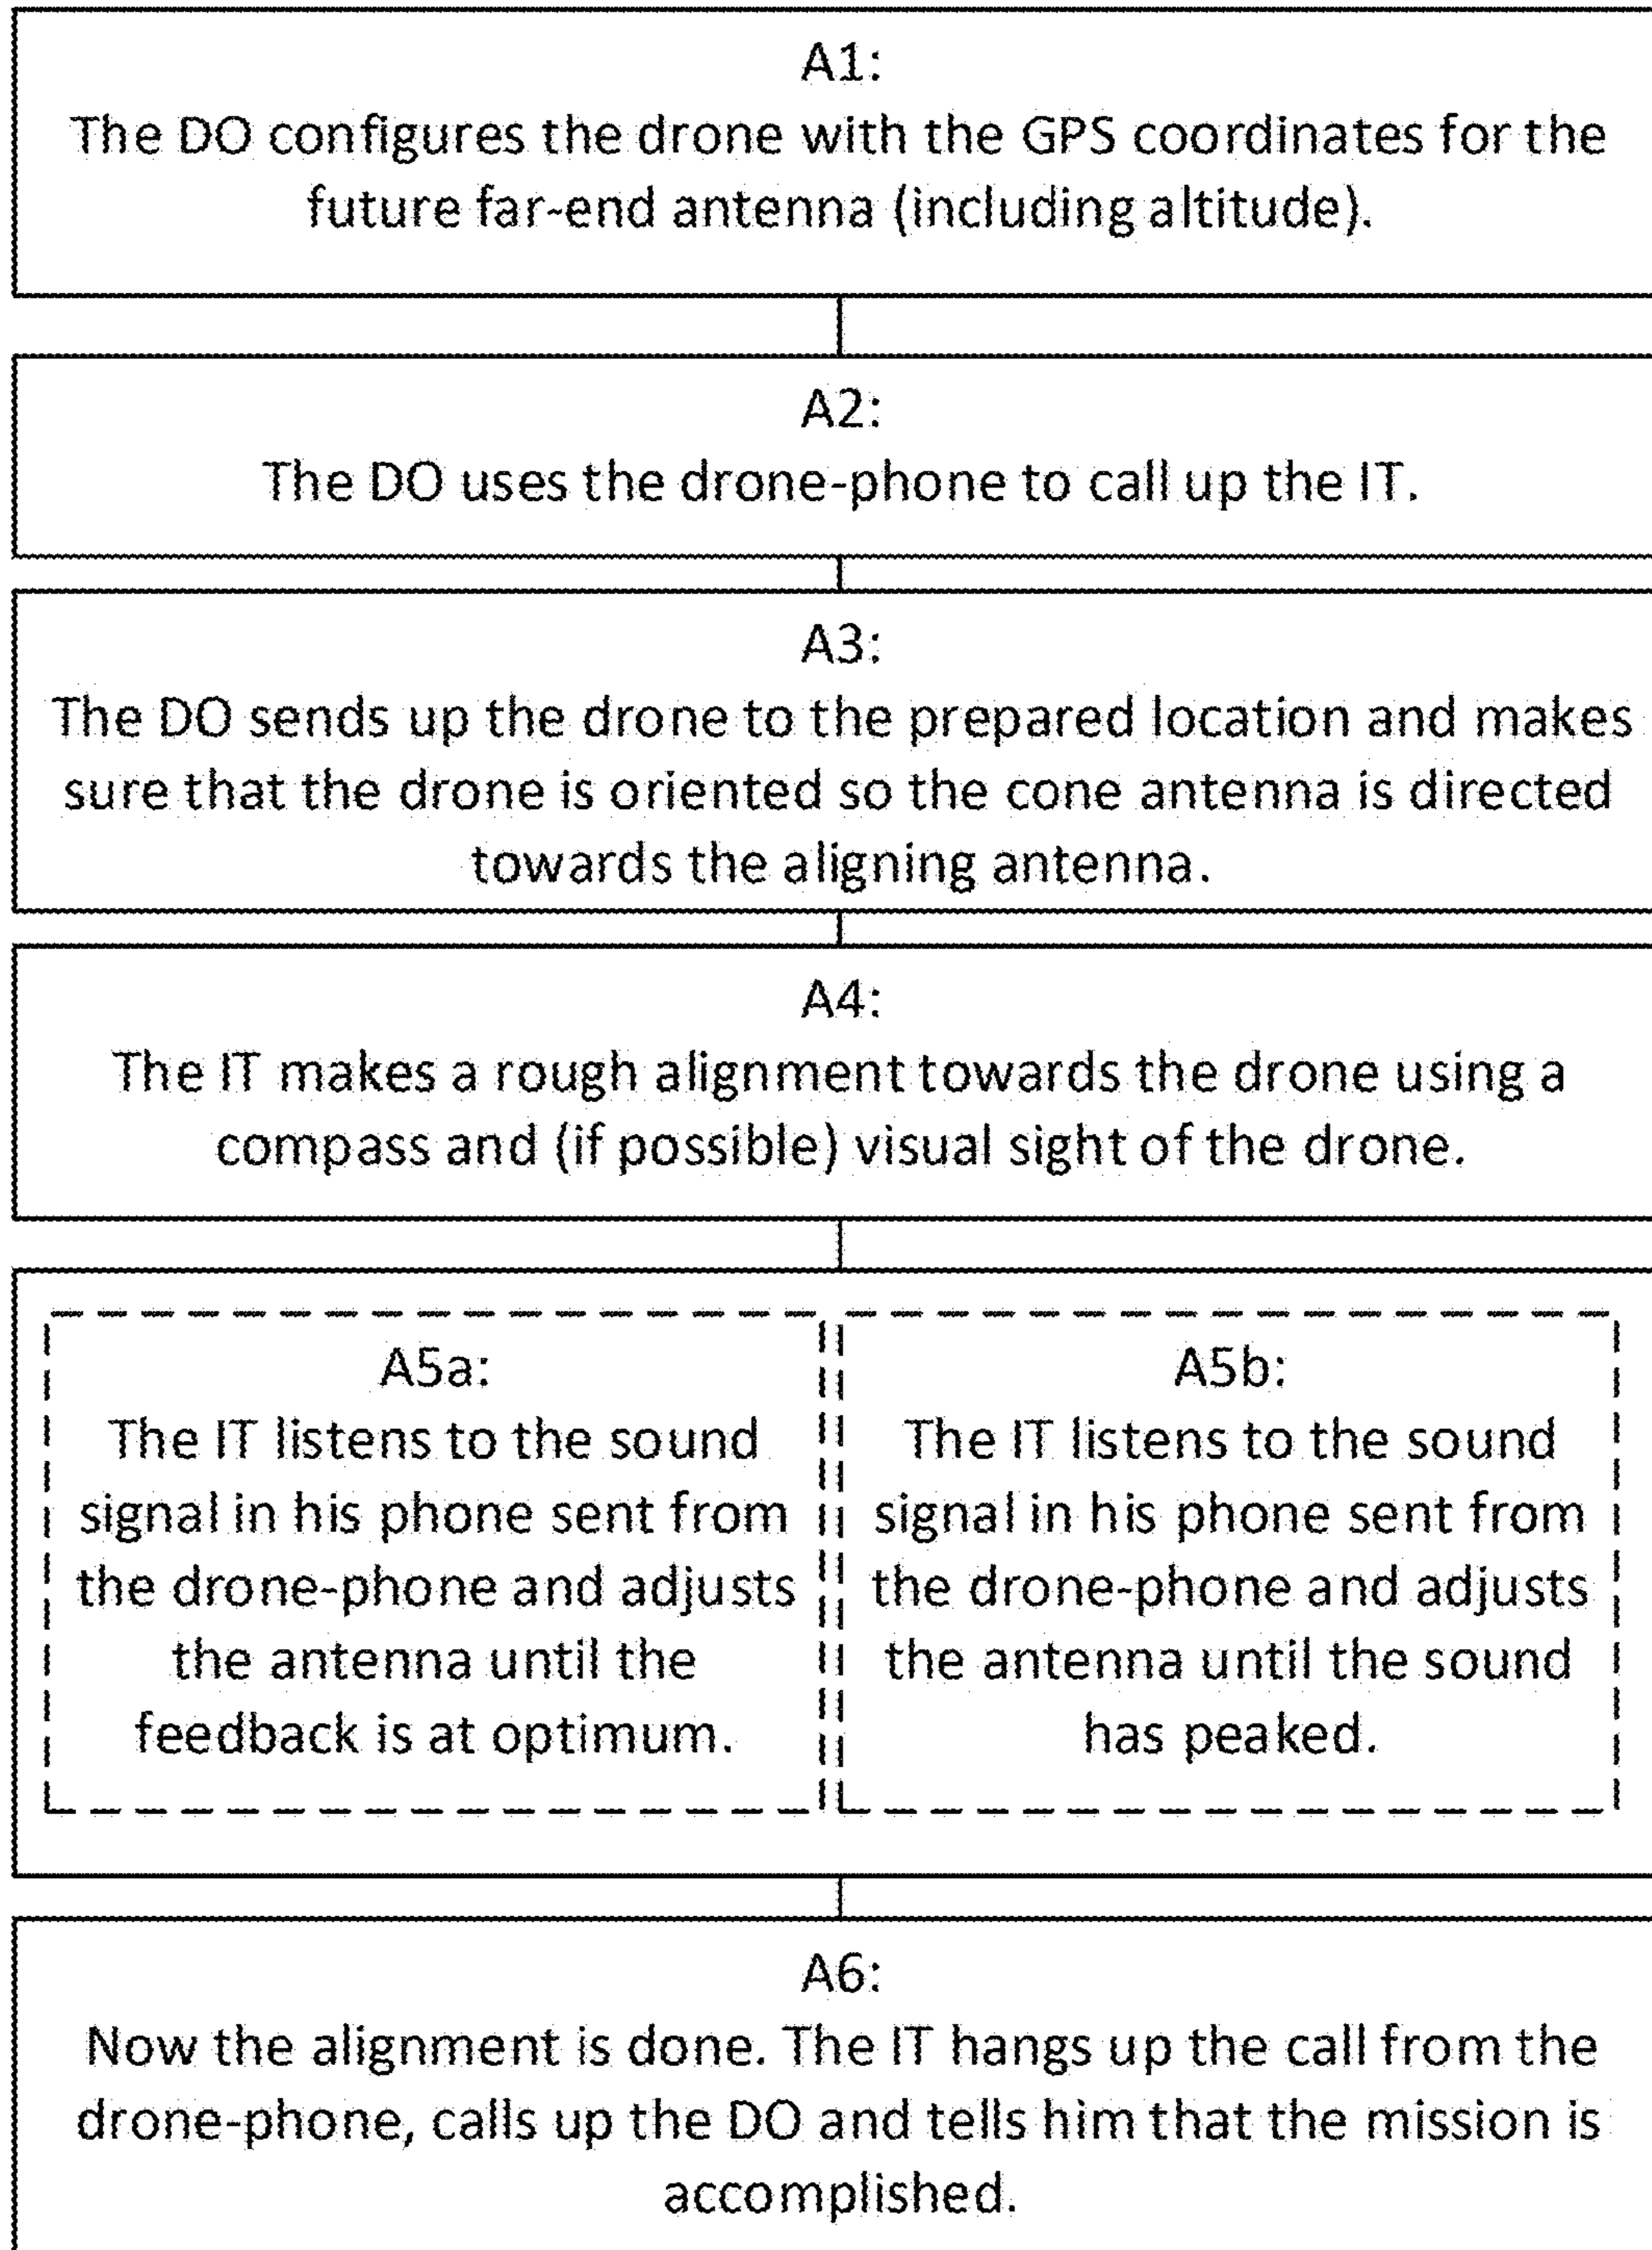 A1:
The DO configures the drone with the GPS coordinates for the
future far-end antenna (including altitude).
A2:
The DO uses the drone-phone to call up the IT.
A3:
The DO sends up the drone to the prepared location and makes
sure that the drone is oriented so the cone antenna is directed
towards the aligning antenna.
A4:
The IT makes a rough alignment towards the drone using a
compass and (if possible) visual sight of the drone.
A5a:
The IT listens to the sound
signal in his phone sent from
the drone-phone and adjusts
the antenna until the
feedback is at optimum.
A5b:
The IT listens to the sound
signal in his phone sent from
the drone-phone and adjusts
the antenna until the sound
has peaked.
A6:
Now the alignment is done. The IT hangs up the call from the
drone-phone, calls up the DO and tells him that the mission is
accomplished.